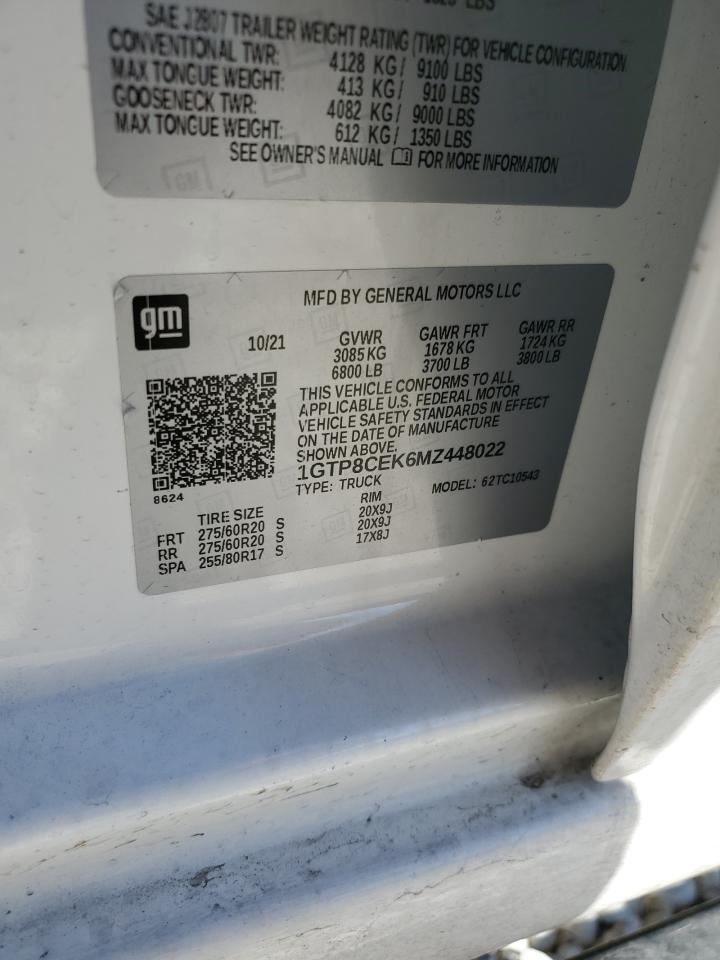 LBS
SAE J2807 TRAILER WEIGHT RATING (TWR) FOR VEHICLE CONFIGURATION
CONVENTIONAL TWR: 4128 KG/ 9100 LBS
MAX TONGUE WEIGHT: 413 KG/ 910 LBS
GOOSENECK TWR: 4082 KG/ 9000 LBS
MAX TONGUE WEIGHT: 612 KG/ 1350 LBS
SEE OWNER'S MANUAL FOR MORE INFORMATION
GM
gm
MFD BY GENERAL MOTORS LLC
10/21 GVWR GAWR FRT GAWR RR
3085 KG 1678 KG 1724 KG
6800 LB 3700 LB 3800 LB
THIS VEHICLE CONFORMS TO ALL
APPLICABLE U.S. FEDERAL MOTOR
VEHICLE SAFETY STANDARDS IN EFFECT
ON THE DATE OF MANUFACTURE
SHOWN ABOVE.
1GTP8CEK6MZ448022
TYPE: TRUCK MODEL: 62TC10543
8624
TIRE SIZE RIM
FRT 275/60R20 S 20X9J
RR 275/60R20 S 20X9J
SPA 255/80R17 S 17X8J